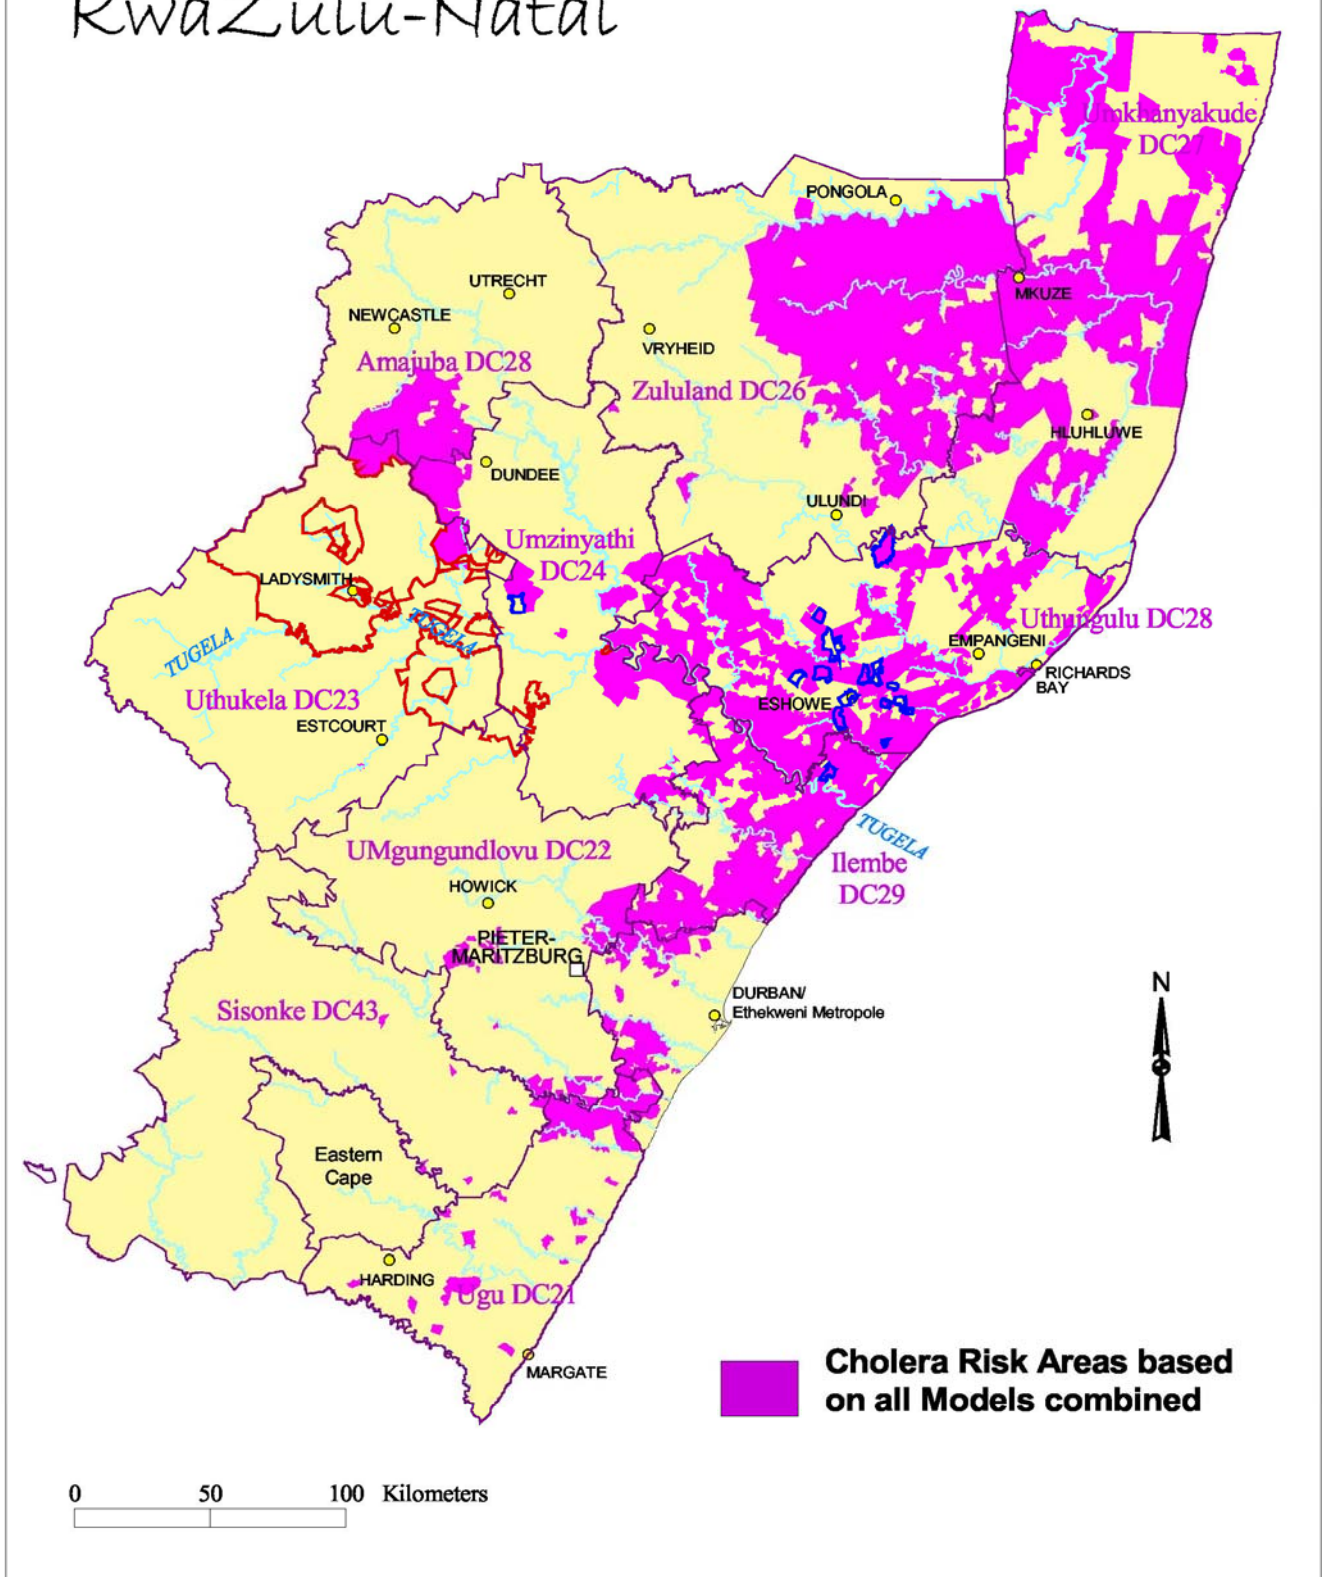 KwaZulu-Natal
Umkhanyakude
DC27
PONGOLA
UTRECHT
MKUZE
NEWCASTLE
VRYHEID
Amajuba DC28
Zululand DC26
HLUHLUWE
DUNDEE
ULUNDI
Umzinyathi
DC24
LADYSMITH
TUGELA
Uthungulu DC28
TUGELA
EMPANGENI
RICHARDS
BAY
Uthukela DC23
ESHOWE
ESTCOURT
TUGELA
UMgungundlovu DC22
Ilembe
DC29
HOWICK
PIETER-
MARITZBURG
N
DURBAN/
Ethekweni Metropole
Sisonke DC43
Eastern
Cape
HARDING
Ugu DC21
MARGATE
Cholera Risk Areas based
on all Models combined
0 50 100 Kilometers